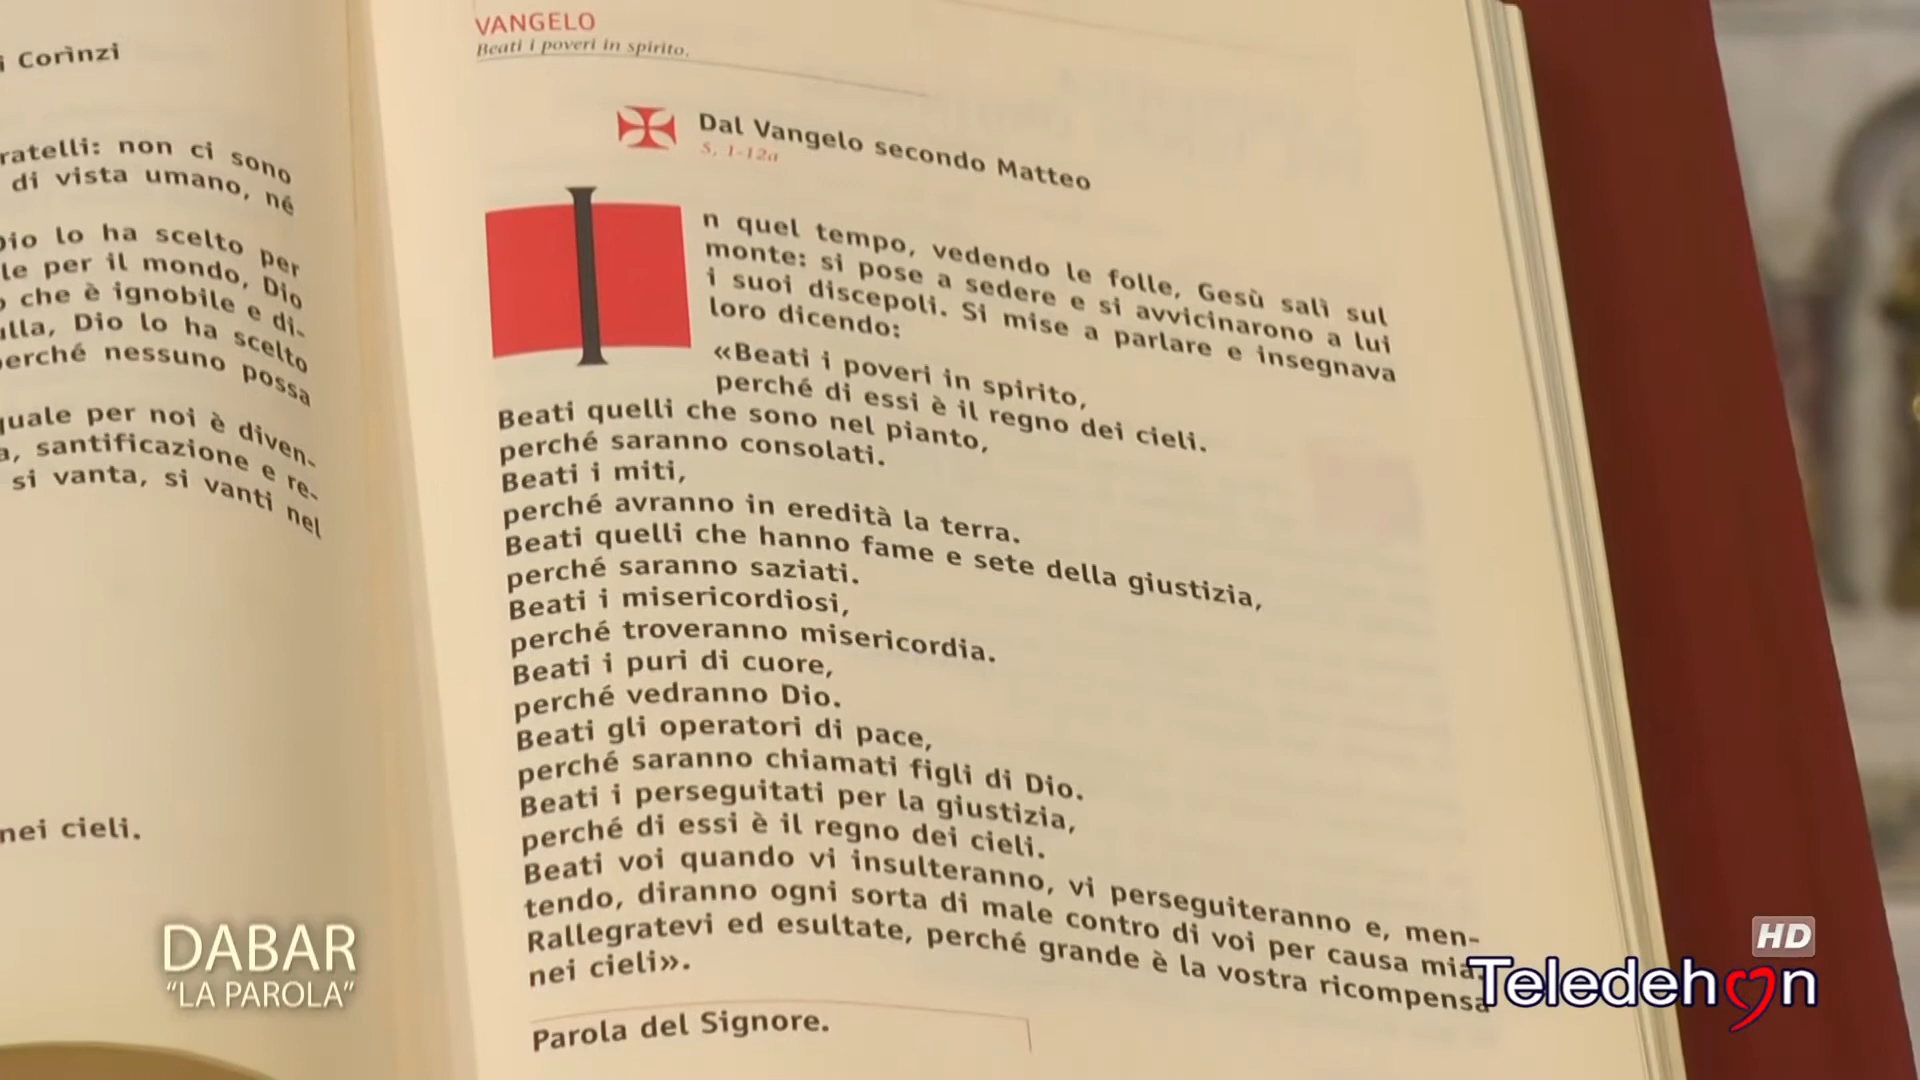 i Corìnzi
ratelli: non ci sono
di vista umano, né
Dio lo ha scelto per
le per il mondo, Dio
che è ignobile e di-
ulla, Dio lo ha scelto
perché nessuno possa
quale per noi è diven-
a, santificazione e re-
si vanta, si vanti nel
nei cieli.
VANGELO
Beati i poveri in spirito.
Dal Vangelo secondo Matteo
5, 1-12a
In quel tempo, vedendo le folle, Gesù salì sul
monte: si pose a sedere e si avvicinarono a lui
i suoi discepoli. Si mise a parlare e insegnava
loro dicendo:
«Beati i poveri in spirito,
perché di essi è il regno dei cieli.
Beati quelli che sono nel pianto,
perché saranno consolati.
Beati i miti,
perché avranno in eredità la terra.
Beati quelli che hanno fame e sete della giustizia,
perché saranno saziati.
Beati i misericordiosi,
perché troveranno misericordia.
Beati i puri di cuore,
perché vedranno Dio.
Beati gli operatori di pace,
perché saranno chiamati figli di Dio.
Beati i perseguitati per la giustizia,
perché di essi è il regno dei cieli.
Beati voi quando vi insulteranno, vi perseguiteranno e, men-
tendo, diranno ogni sorta di male contro di voi per causa mia.
Rallegratevi ed esultate, perché grande è la vostra ricompensa
nei cieli».
Parola del Signore.
DABAR
“LA PAROLA”
HD
Teledehon